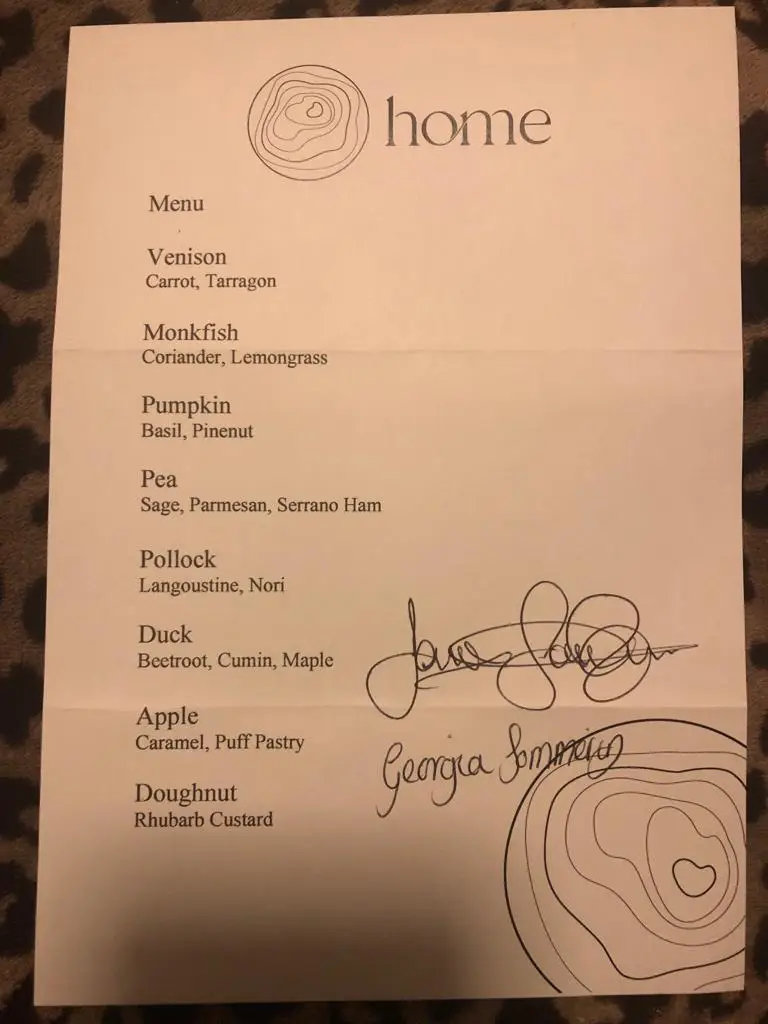 home
Menu
Venison
Carrot, Tarragon
Monkfish
Coriander, Lemongrass
Pumpkin
Basil, Pinenut
Pea
Sage, Parmesan, Serrano Ham
Pollock
Langoustine, Nori
Duck
Beetroot, Cumin, Maple
Apple
Caramel, Puff Pastry
Doughnut
Rhubarb Custard
Georgia